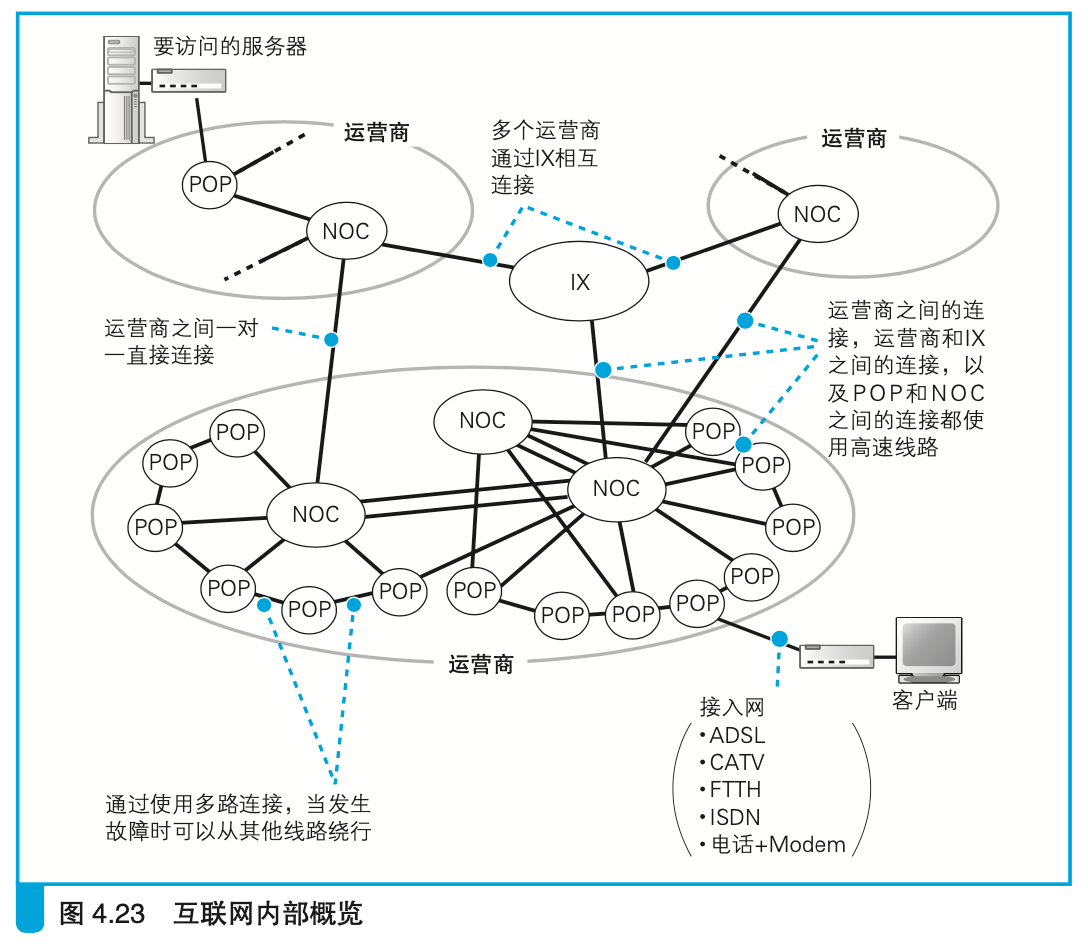 要访问的服务器
运营商
POP
NOC
多个运营商
通过IX相互
连接
IX
运营商
NOC
运营商之间一对
一直接连接
运营商之间的连
接，运营商和IX
之间的连接，以
及POP和NOC
之间的连接都使
用高速线路
POP
POP
POP
POP
POP
POP
NOC
NOC
NOC
POP
POP
POP
POP
POP
POP
POP
POP
运营商
客户端
接入网
·ADSL
·CATV
·FTTH
·ISDN
·电话+Modem
通过使用多路连接，当发生
故障时可以从其他线路绕行
图 4.23 互联网内部概览